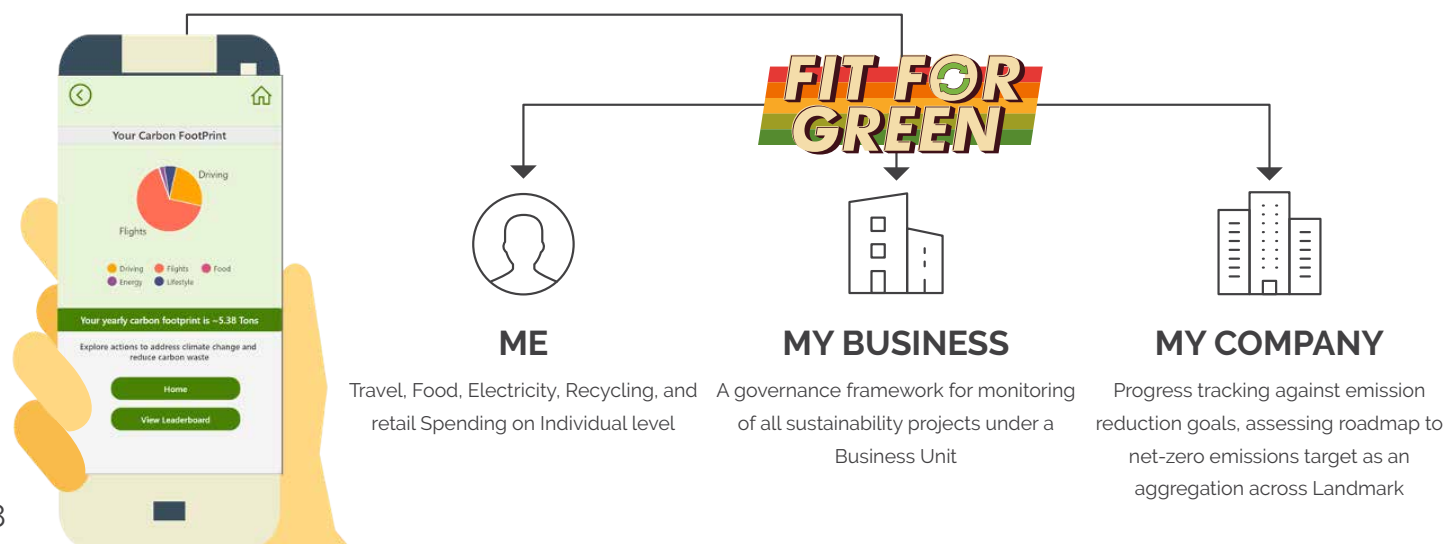 Your Carbon FootPrint
Driving
Flights
Driving Flights Food
Energy Lifestyle
Your yearly carbon footprint is ~5.38 Tons
Explore actions to address climate change and
reduce carbon waste
Home
View Leaderboard
FIT FOR
GREEN
ME
Travel, Food, Electricity, Recycling, and
retail Spending on Individual level
MY BUSINESS
A governance framework for monitoring
of all sustainability projects under a
Business Unit
MY COMPANY
Progress tracking against emission
reduction goals, assessing roadmap to
net-zero emissions target as an
aggregation across Landmark